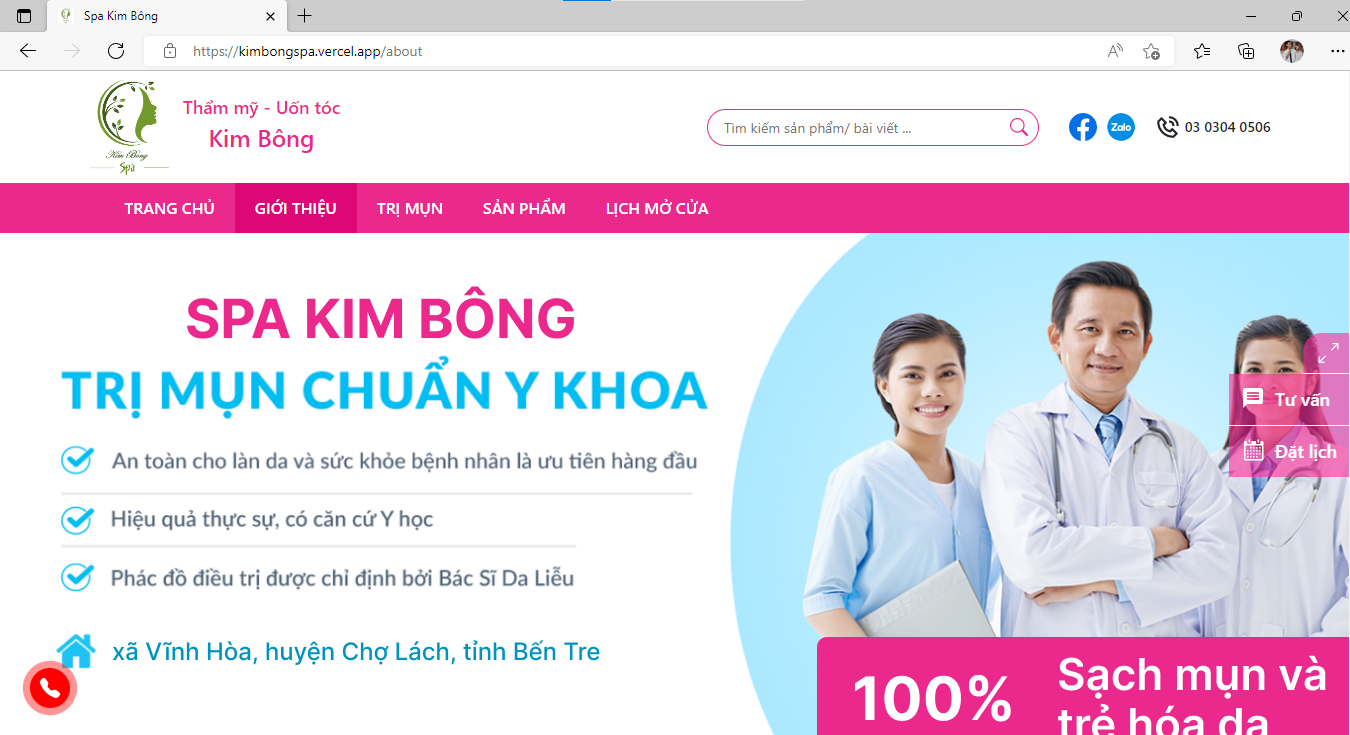 Spa Kim Bông
https://kimbongspa.vercel.app/about
Kim Bong
Spa
Thẩm mỹ - Uốn tóc
Kim Bông
Tìm kiếm sản phẩm/ bài viết ...
Zalo
03 0304 0506
TRANG CHỦ
GIỚI THIỆU
TRỊ MỤN
SẢN PHẨM
LỊCH MỞ CỬA
SPA KIM BÔNG
TRỊ MỤN CHUẨN Y KHOA
An toàn cho làn da và sức khỏe bệnh nhân là ưu tiên hàng đầu
Hiệu quả thực sự, có căn cứ Y học
Phác đồ điều trị được chỉ định bởi Bác Sĩ Da Liễu
xã Vĩnh Hòa, huyện Chợ Lách, tỉnh Bến Tre
Tư vấn
Đặt lịch
100%
Sạch mụn và
trẻ hóa da